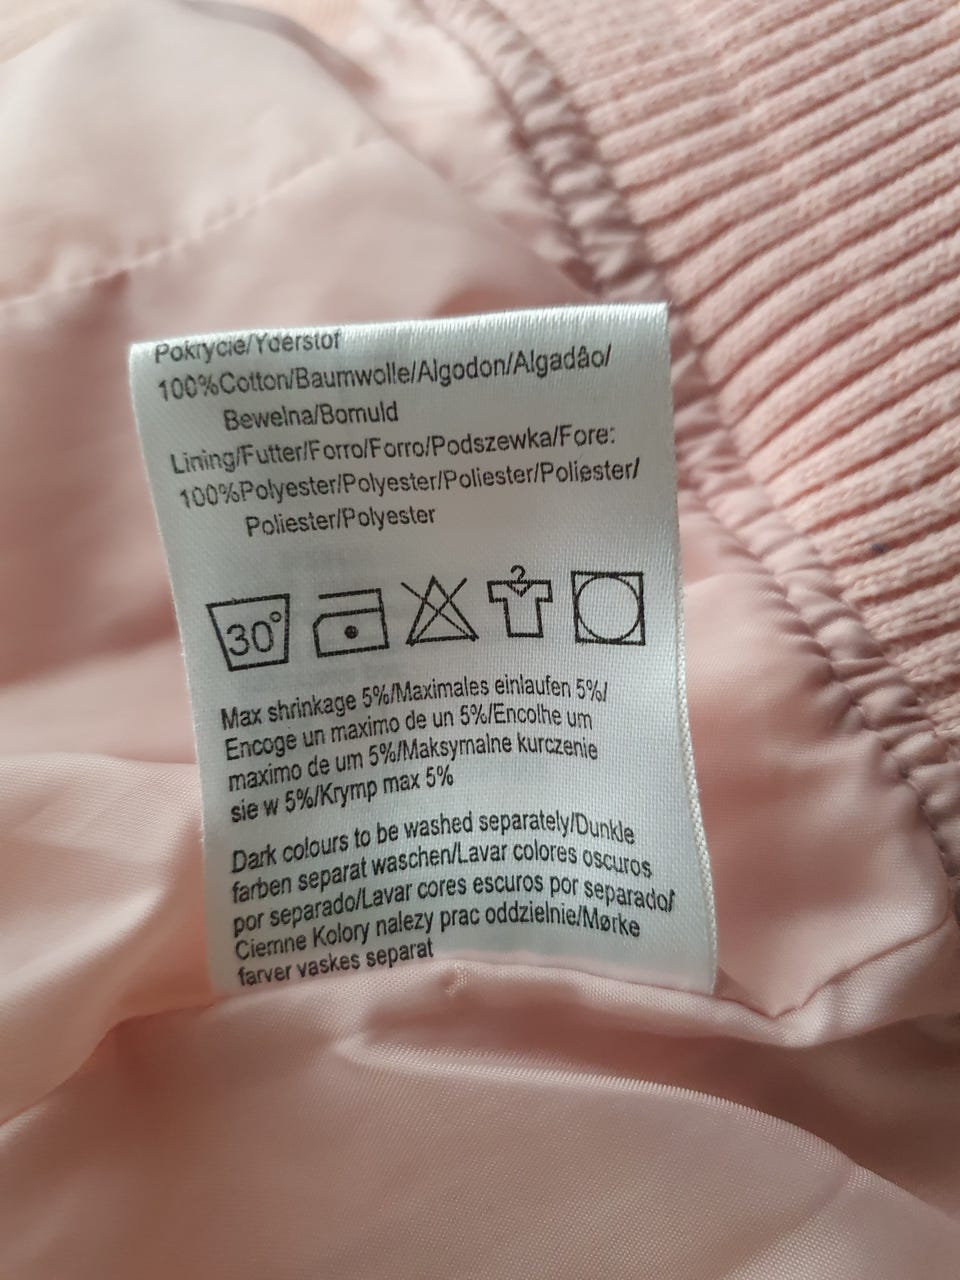 Pokrycie/Yderstof
100%Cotton/Baumwolle/Algodon/Algadâo/
Bewelna/Bomuld
Lining/Futter/Forro/Forro/Podszewka/Fore:
100%Polyester/Polyester/Poliester/Poliester/
Poliester/Polyester
30°
Max shrinkage 5%/Maximales einlaufen 5%/
Encoge un maximo de un 5%/Encolhe um
maximo de um 5%/Maksymalne kurczenie
sie w 5%/Krymp max 5%
Dark colours to be washed separately/Dunkle
farben separat waschen/Lavar colores oscuros
por separado/Lavar cores escuros por separado/
Ciemne Kolory nalezy prac oddzielnie/Mørke
farver vaskes separat